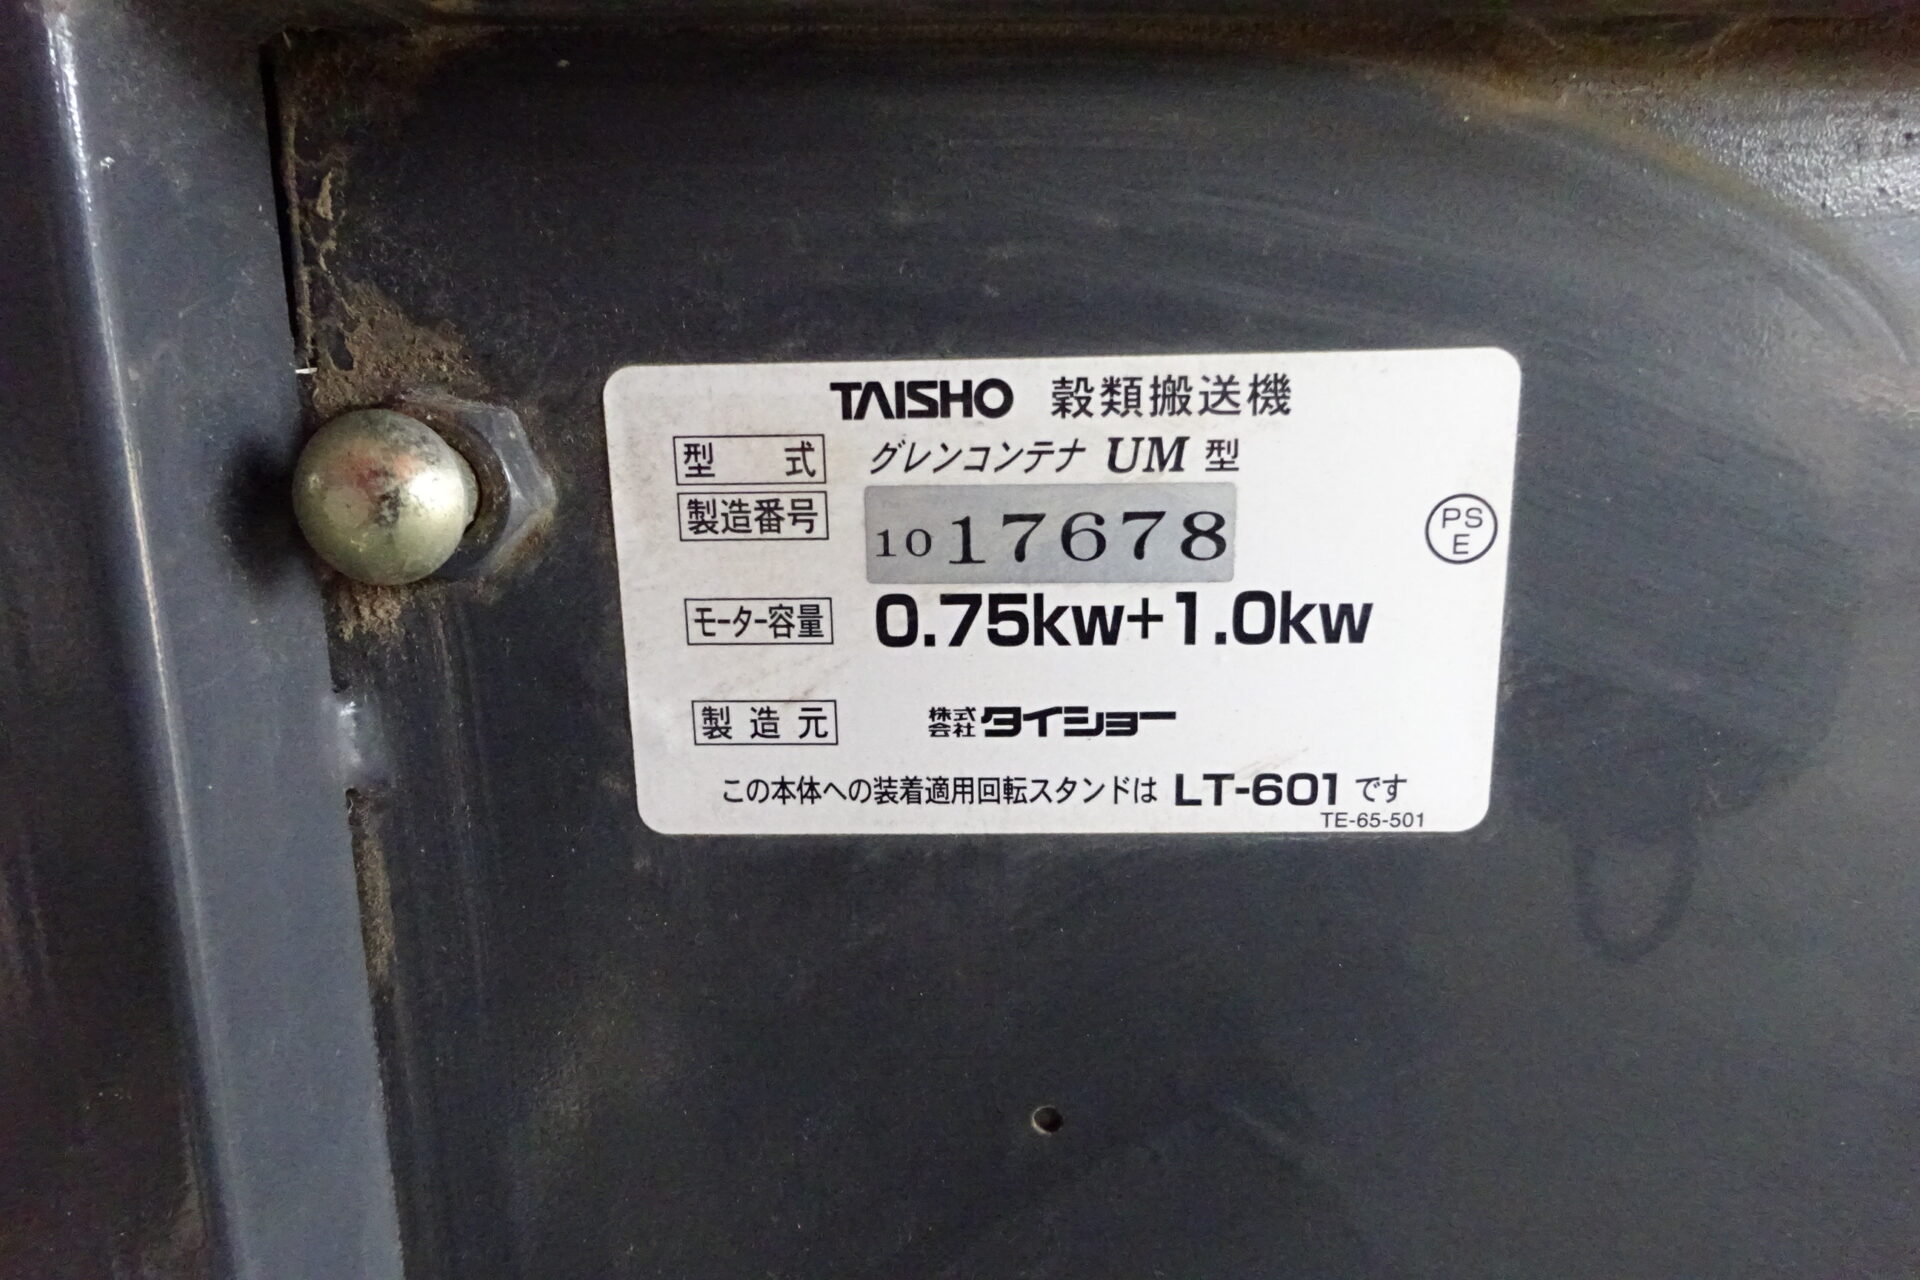 TAISHO 穀類搬送機
型式 グレンコンテナ UM 型
製造番号 10 17678
PS
E
モーター容量 0.75kw+1.0kw
製造元 株式会社タイショー
この本体への装着適用回転スタンドは LT-601 です
TE-65-501